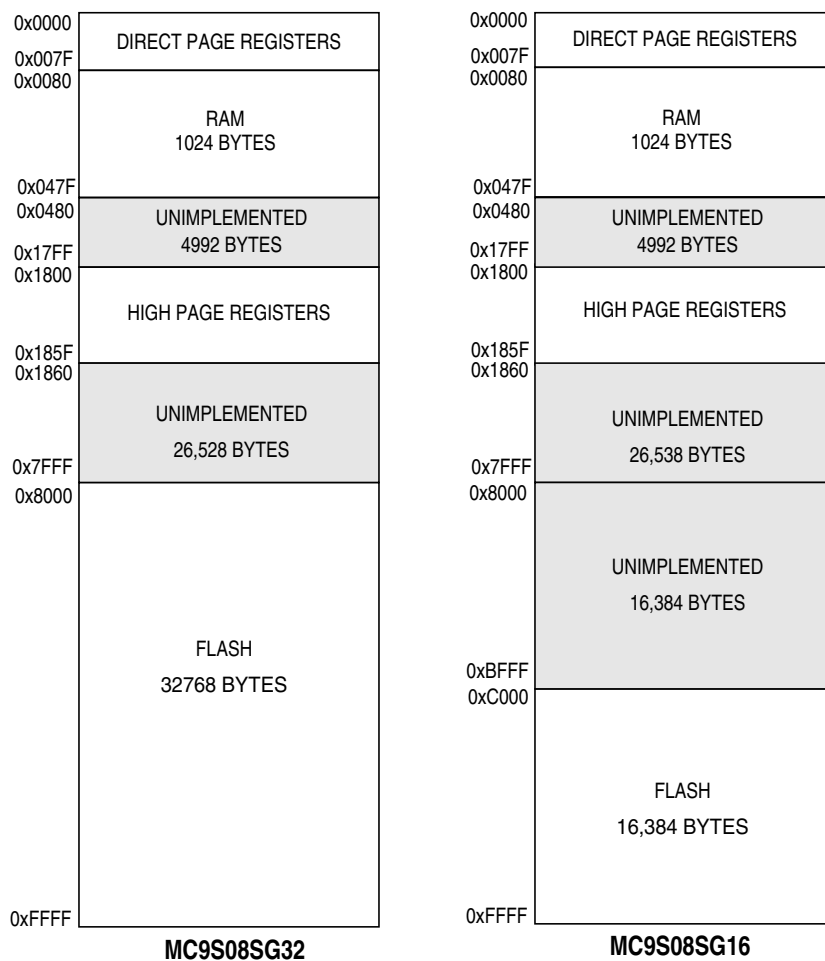 0x0000
DIRECT PAGE REGISTERS
0x007F
0x0080
RAM
1024 BYTES
0x047F
0x0480
UNIMPLEMENTED
4992 BYTES
0x17FF
0x1800
HIGH PAGE REGISTERS
0x185F
0x1860
UNIMPLEMENTED
26,528 BYTES
0x7FFF
0x8000
FLASH
32768 BYTES
0xFFFF
MC9S08SG32
0x0000
DIRECT PAGE REGISTERS
0x007F
0x0080
RAM
1024 BYTES
0x047F
0x0480
UNIMPLEMENTED
4992 BYTES
0x17FF
0x1800
HIGH PAGE REGISTERS
0x185F
0x1860
UNIMPLEMENTED
26,538 BYTES
0x7FFF
0x8000
UNIMPLEMENTED
16,384 BYTES
0xBFFF
0xC000
FLASH
16,384 BYTES
0xFFFF
MC9S08SG16